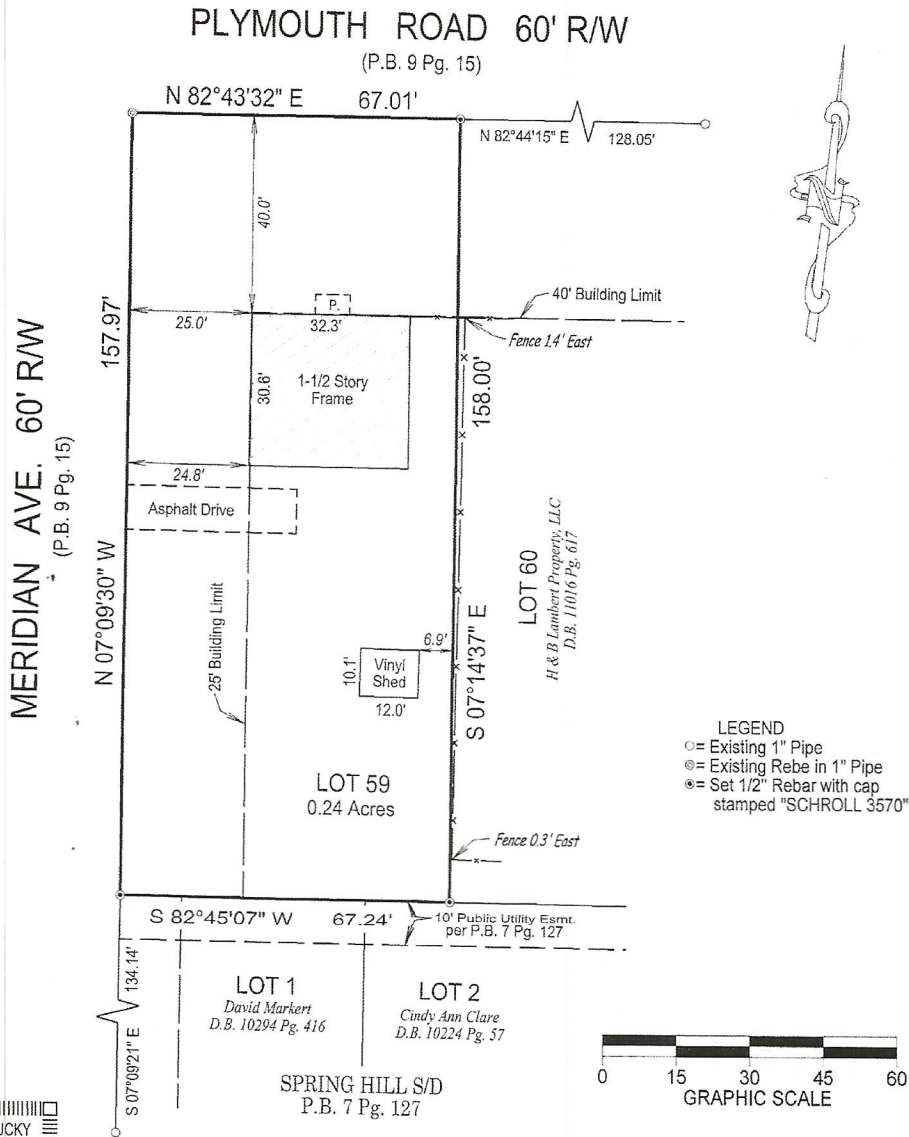 PLYMOUTH ROAD 60' R/W
(P.B. 9 Pg. 15)
N 82°43'32" E 67.01'
N 82°44'15" E 128.05'
40.0'
40' Building Limit
P.
25.0'
32.3'
Fence 1.4' East
157.97'
158.00'
30.6'
1-1/2 Story
Frame
MERIDIAN AVE. 60' R/W
(P.B. 9 Pg. 15)
24.8'
Asphalt Drive
N 07°09'30" W
LOT 60
H & B Lambert Property, LLC
D.B. 11016 Pg. 617
25' Building Limit
6.9'
10.1'
Vinyl
Shed
12.0'
S 07°14'37" E
LEGEND
= Existing 1" Pipe
= Existing Rebe in 1" Pipe
= Set 1/2" Rebar with cap
stamped "SCHROLL 3570"
LOT 59
0.24 Acres
Fence 0.3' East
S 82°45'07" W 67.24'
10' Public Utility Esmt.
per P.B. 7 Pg. 127
S 07°09'21" E 134.14'
LOT 1
David Markert
D.B. 10294 Pg. 416
LOT 2
Cindy Ann Clare
D.B. 10224 Pg. 57
SPRING HILL S/D
P.B. 7 Pg. 127
0 15 30 45 60
GRAPHIC SCALE